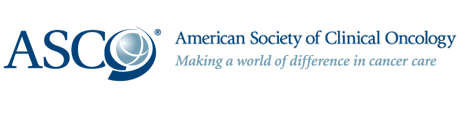 ASCO® American Society of Clinical Oncology
Making a world of difference in cancer care